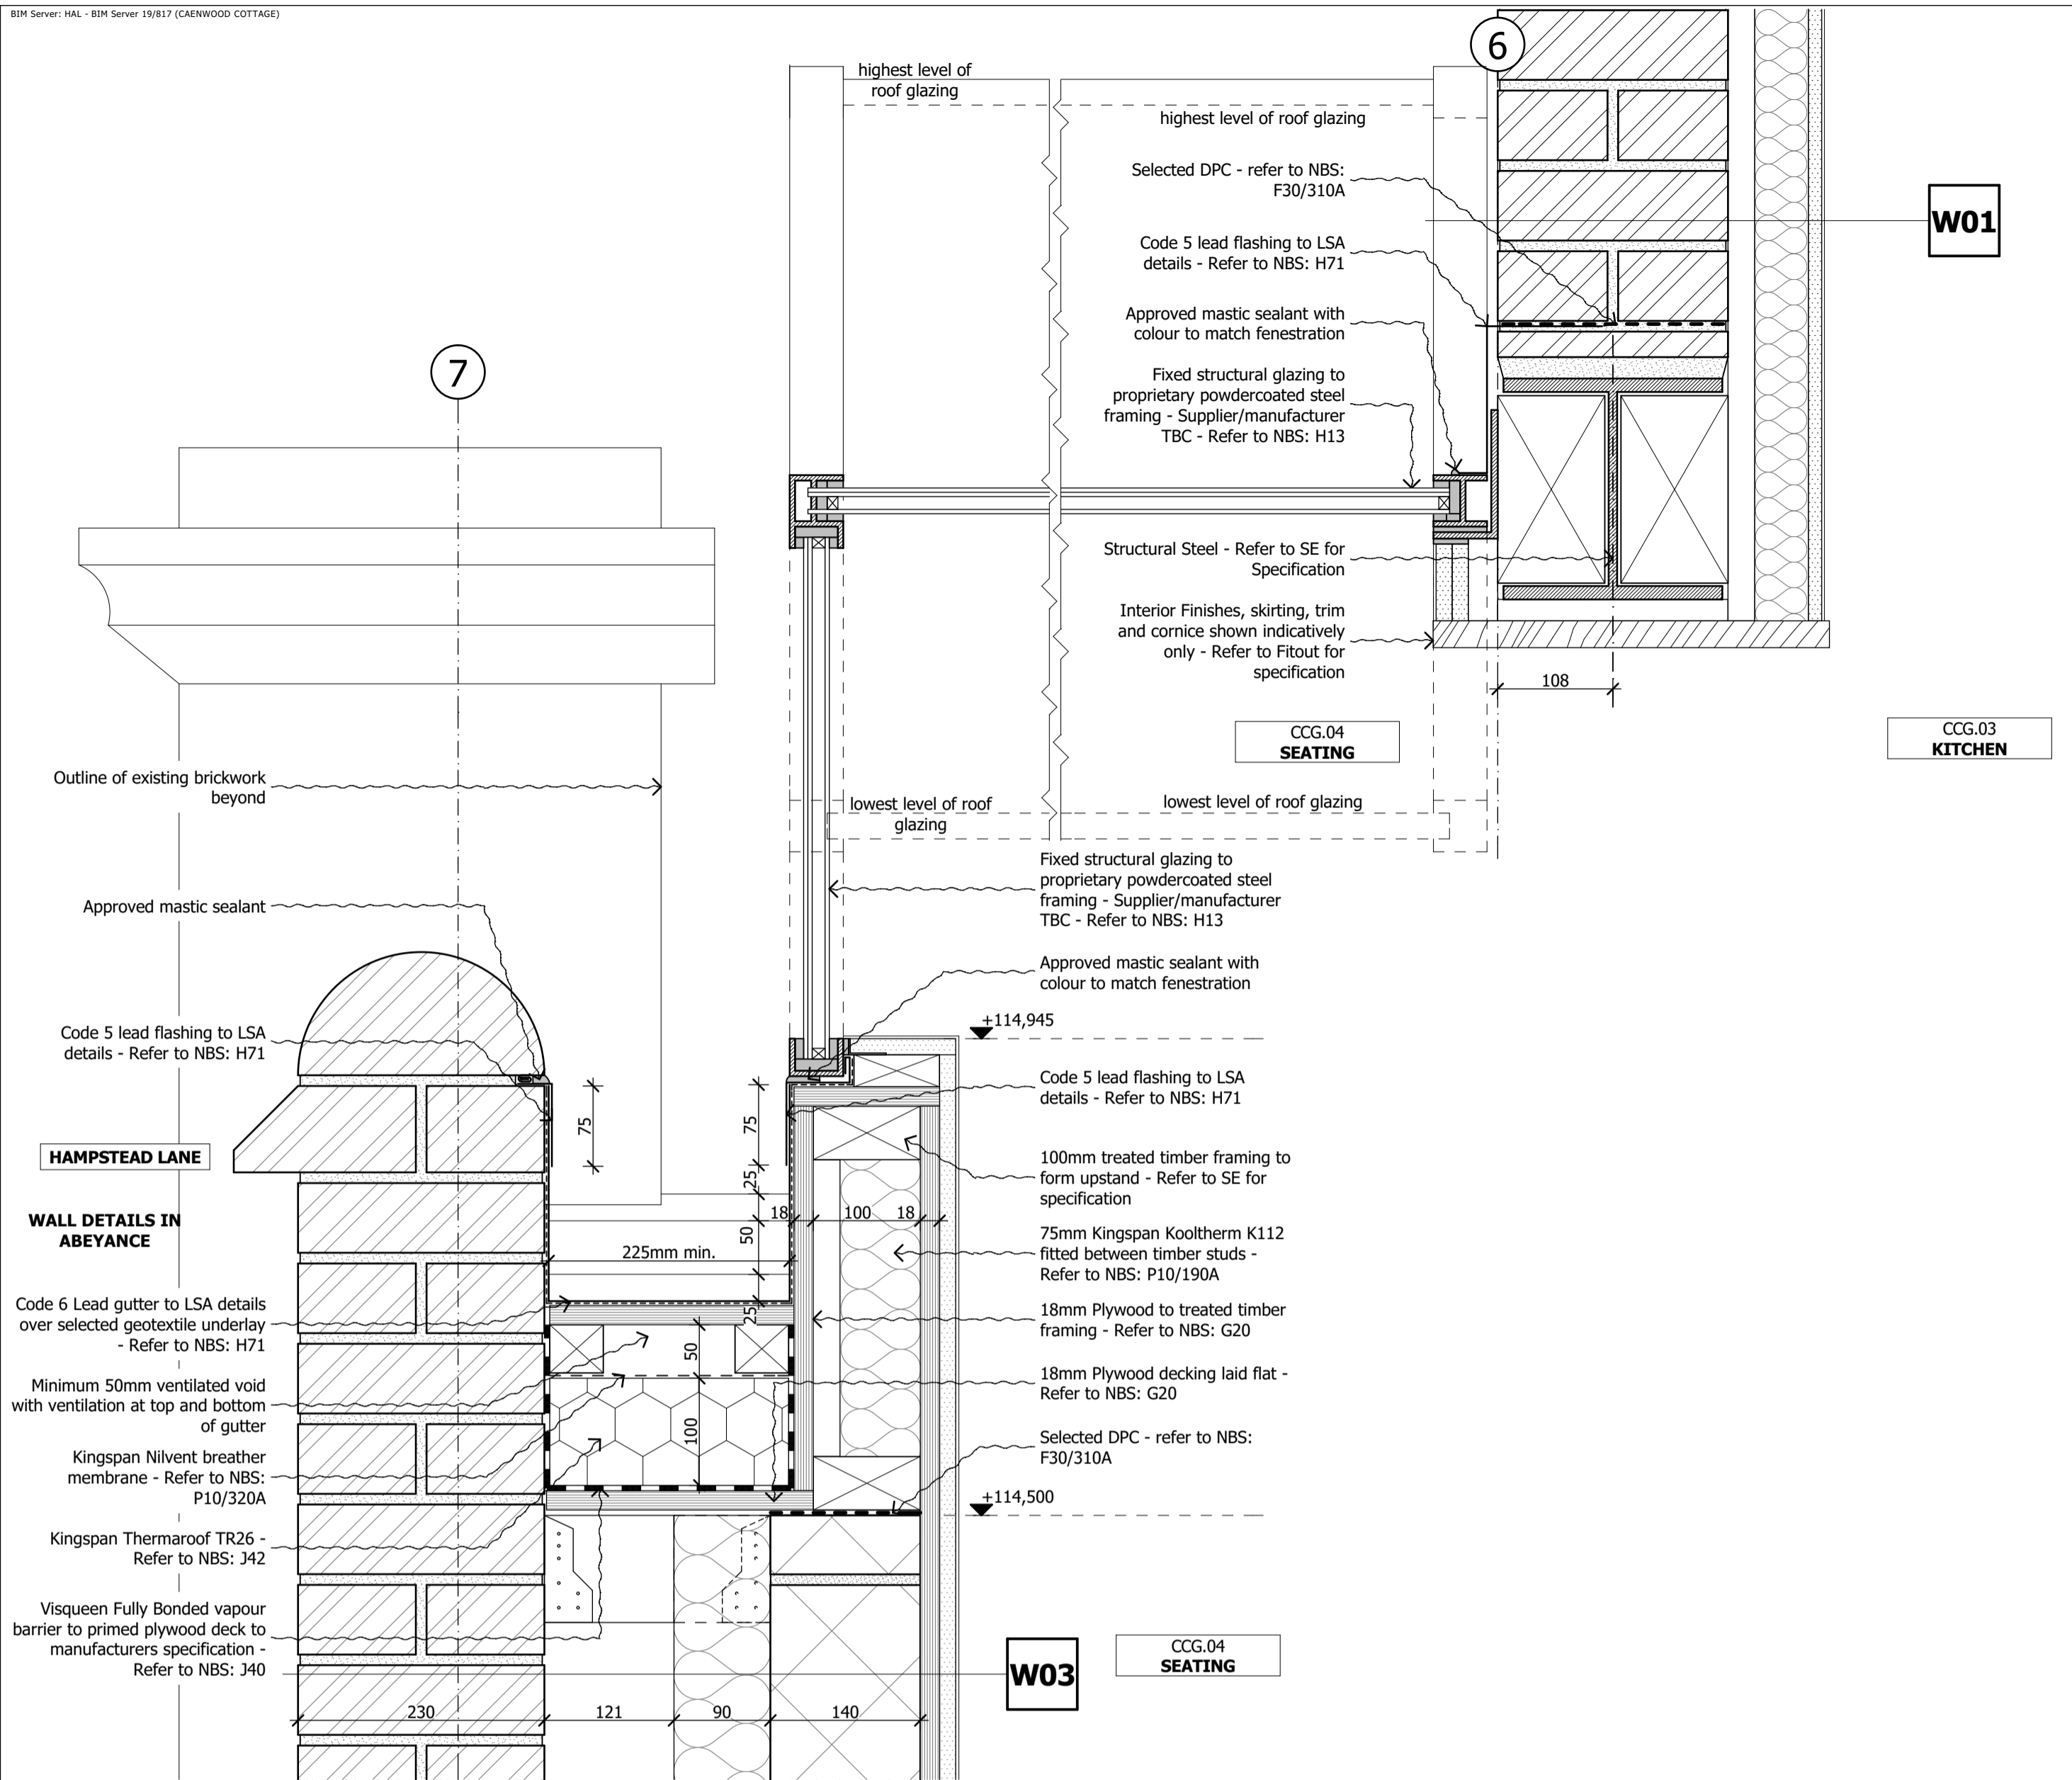 BIM Server: HAL - BIM Server 19/817 (CAENWOOD COTTAGE)
6
highest level of
roof glazing
highest level of roof glazing
Selected DPC - refer to NBS:
F30/310A
W01
Code 5 lead flashing to LSA
details - Refer to NBS: H71
Approved mastic sealant with
colour to match fenestration
7
Fixed structural glazing to
proprietary powdercoated steel
framing - Supplier/manufacturer
TBC - Refer to NBS: H13
Structural Steel - Refer to SE for
Specification
Interior Finishes, skirting, trim
and cornice shown indicatively
only - Refer to Fitout for
specification
108
CCG.04
SEATING
CCG.03
KITCHEN
Outline of existing brickwork
beyond
lowest level of roof
glazing
lowest level of roof glazing
Fixed structural glazing to
proprietary powdercoated steel
framing - Supplier/manufacturer
TBC - Refer to NBS: H13
Approved mastic sealant
Approved mastic sealant with
colour to match fenestration
+114,945
Code 5 lead flashing to LSA
details - Refer to NBS: H71
Code 5 lead flashing to LSA
details - Refer to NBS: H71
75
75
HAMPSTEAD LANE
100mm treated timber framing to
form upstand - Refer to SE for
specification
25
WALL DETAILS IN
ABEYANCE
18
100
18
50
225mm min.
75mm Kingspan Kooltherm K112
fitted between timber studs -
Refer to NBS: P10/190A
Code 6 Lead gutter to LSA details
over selected geotextile underlay
- Refer to NBS: H71
25
18mm Plywood to treated timber
framing - Refer to NBS: G20
50
Minimum 50mm ventilated void
with ventilation at top and bottom
of gutter
18mm Plywood decking laid flat -
Refer to NBS: G20
100
Kingspan Nilvent breather
membrane - Refer to NBS:
P10/320A
Selected DPC - refer to NBS:
F30/310A
+114,500
Kingspan Thermaroof TR26 -
Refer to NBS: J42
Visqueen Fully Bonded vapour
barrier to primed plywood deck to
manufacturers specification -
Refer to NBS: J40
W03
CCG.04
SEATING
230
121
90
140